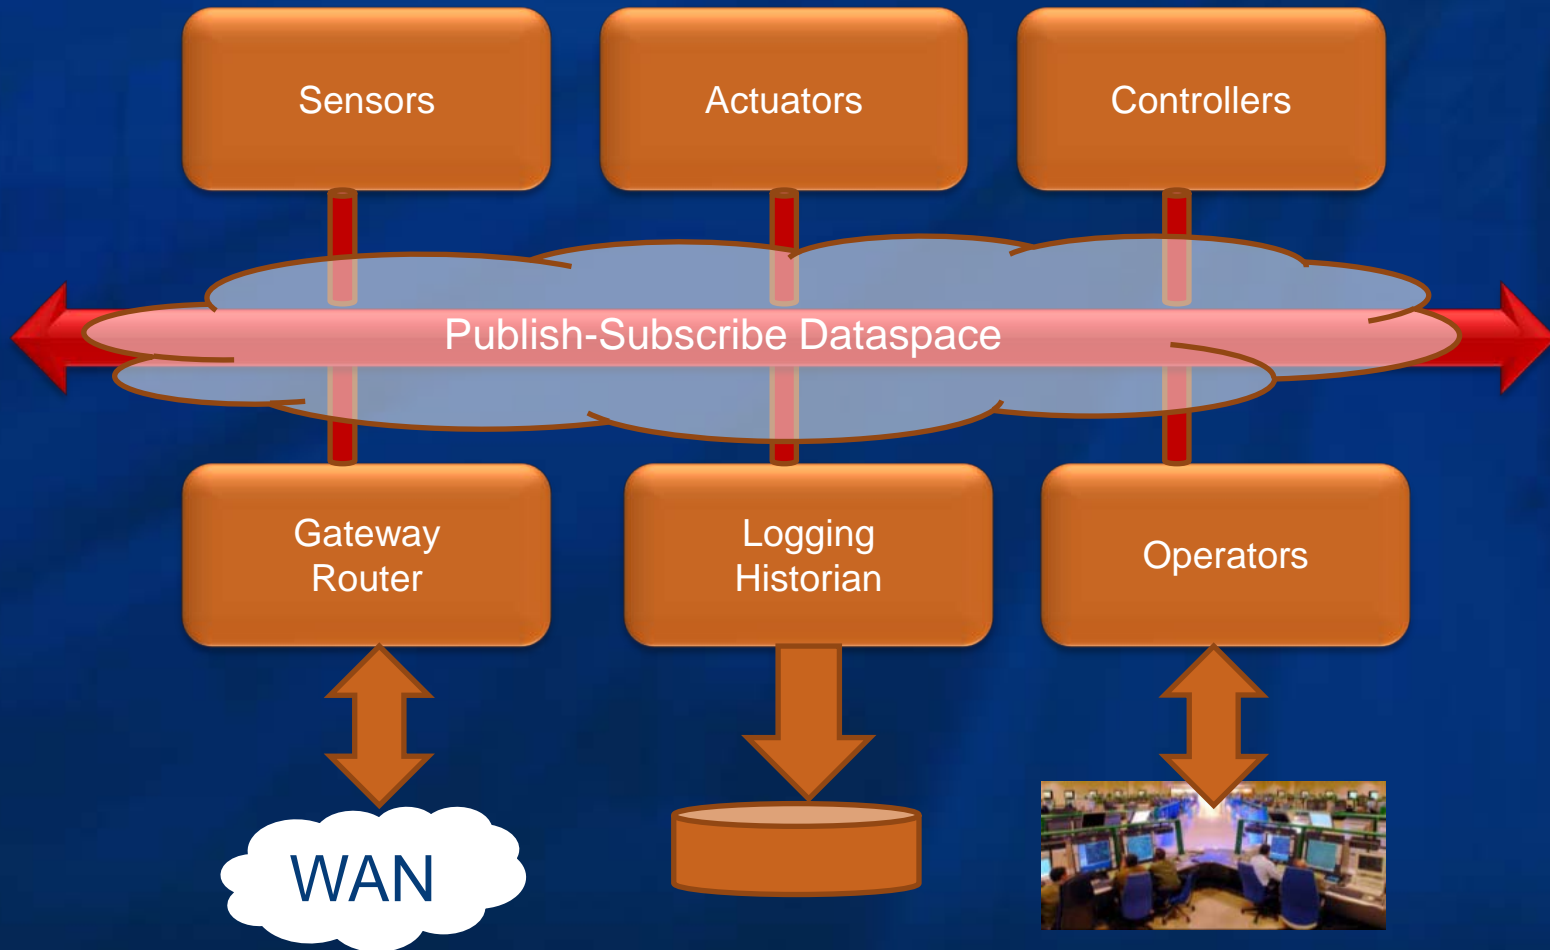 Sensors
Actuators
Controllers
Publish-Subscribe Dataspace
Gateway
Router
Logging
Historian
Operators
WAN